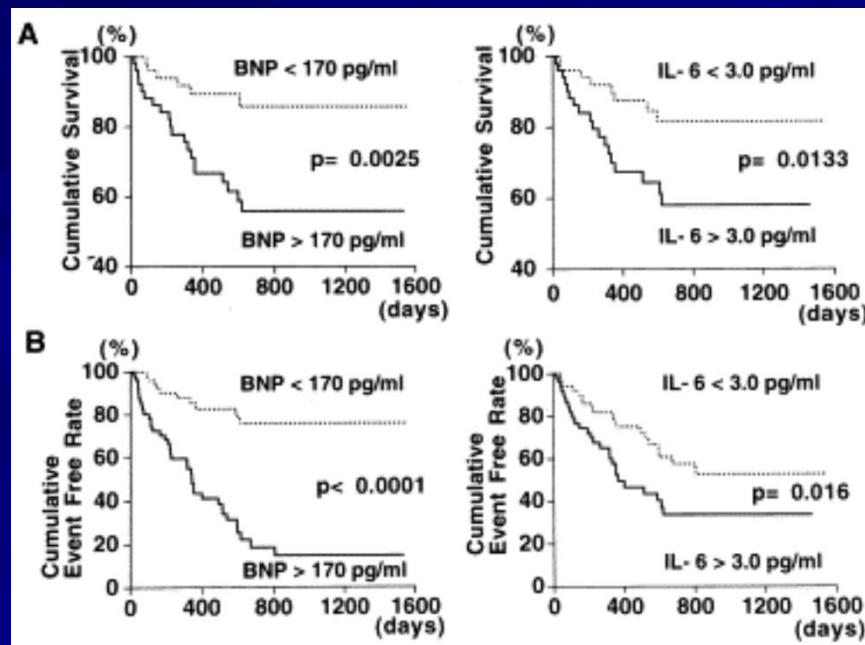 A
(%)
100
80
60
40
Cumulative Survival
BNP < 170 pg/ml
p= 0.0025
BNP > 170 pg/ml
0 400 800 1200 1600
(days)
(%)
100
80
60
40
Cumulative Survival
IL- 6 < 3.0 pg/ml
p= 0.0133
IL- 6 > 3.0 pg/ml
0 400 800 1200 1600
(days)
B
(%)
100
80
60
40
20
0
Cumulative
Event Free Rate
BNP < 170 pg/ml
p< 0.0001
BNP > 170 pg/ml
0 400 800 1200 1600
(days)
(%)
100
80
60
40
20
0
Cumulative
Event Free Rate
IL- 6 < 3.0 pg/ml
p= 0.016
IL- 6 > 3.0 pg/ml
0 400 800 1200 1600
(days)